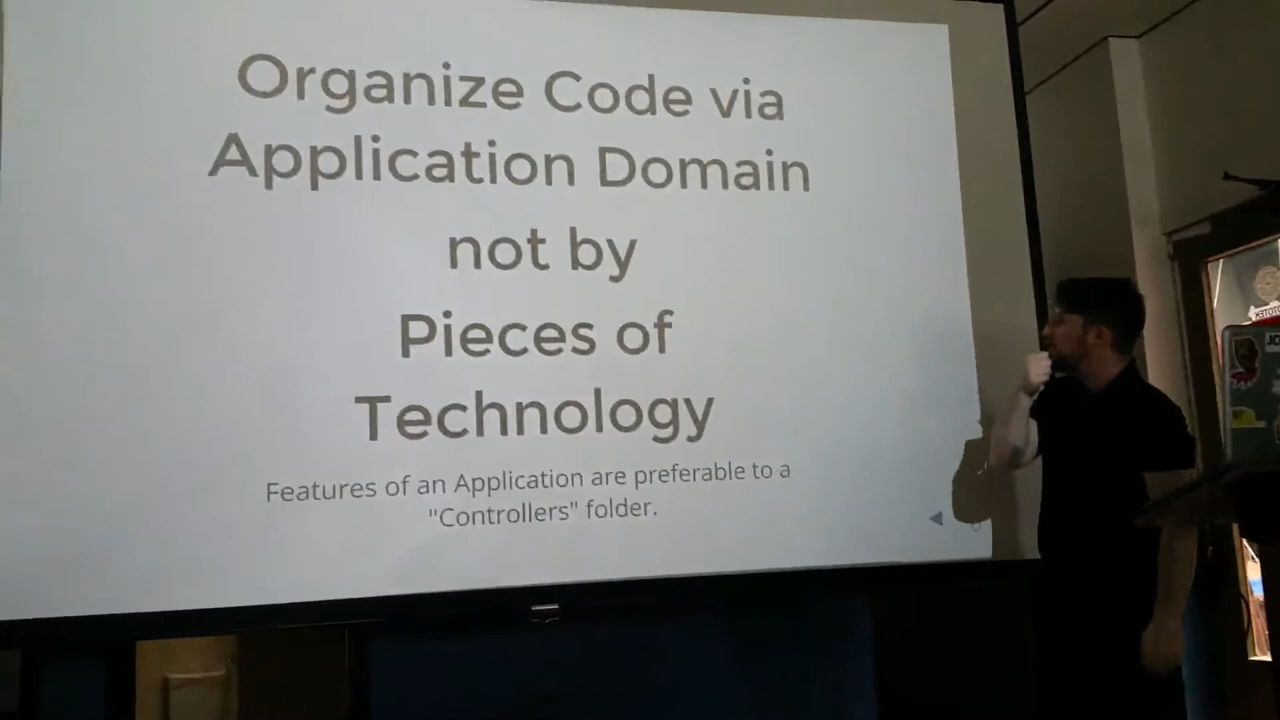 Organize Code via
Application Domain
not by
Pieces of
Technology
Features of an Application are preferable to a
"Controllers" folder.